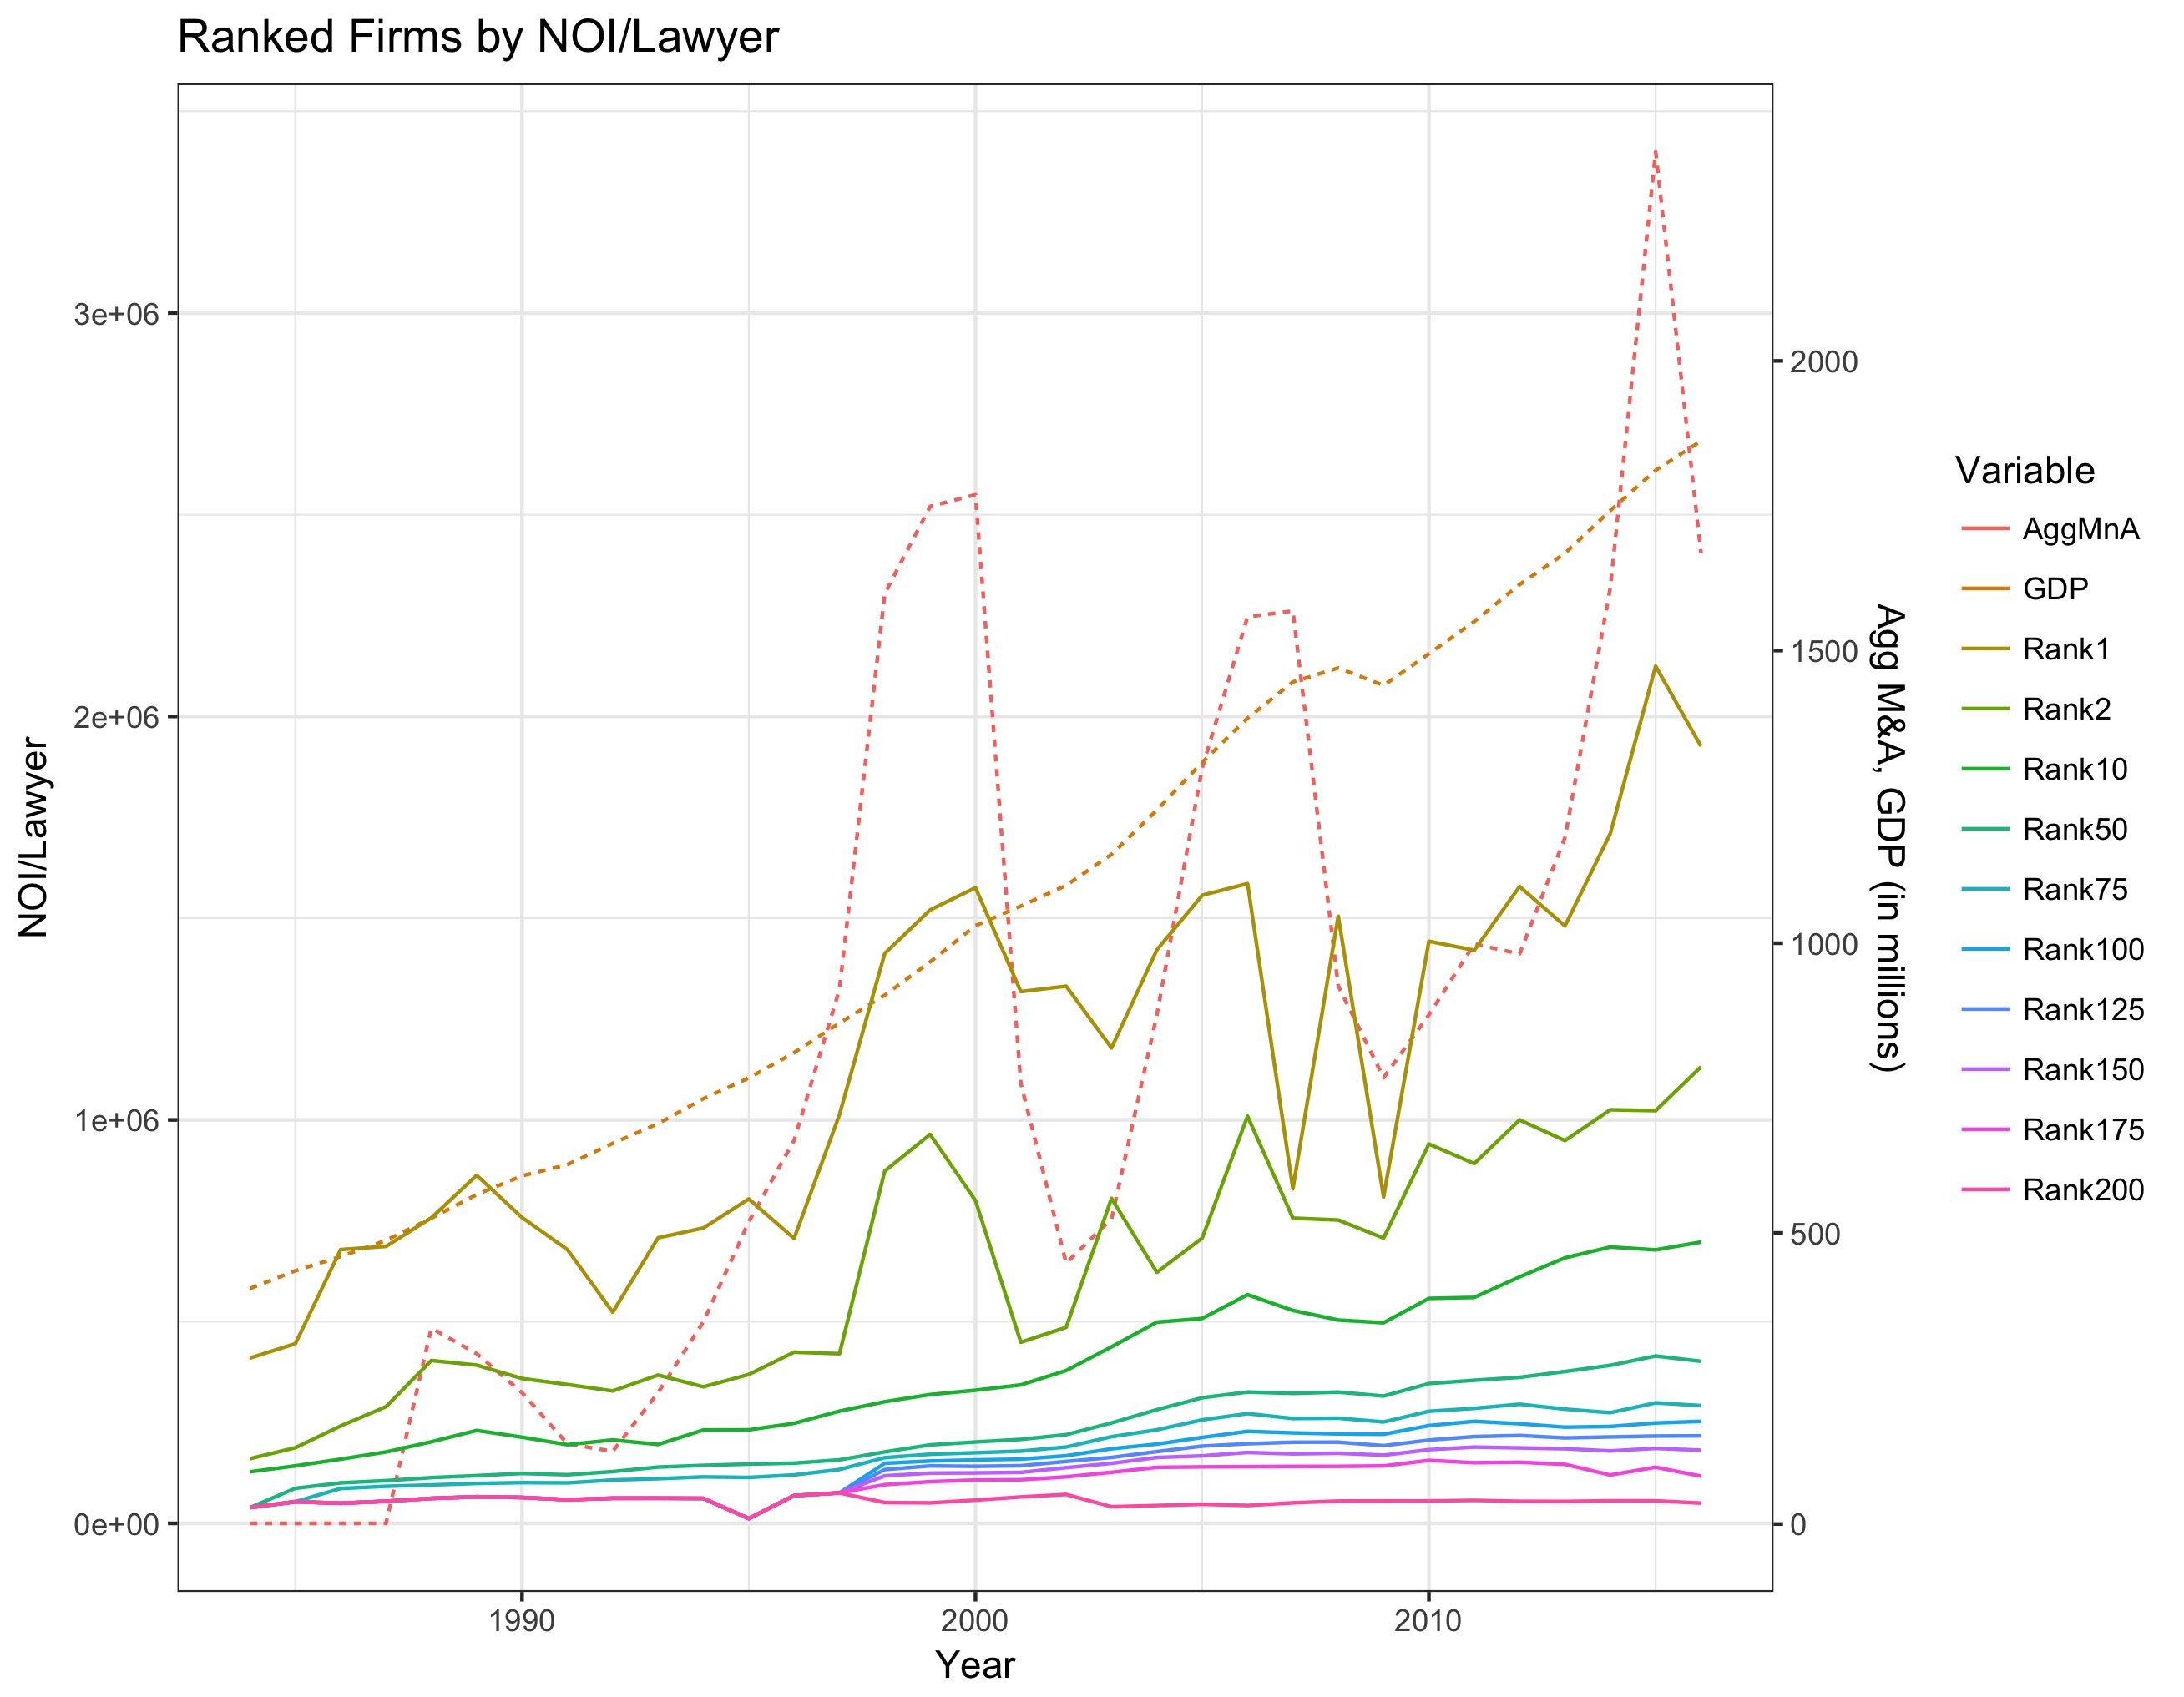 Ranked Firms by NOI/Lawyer
NOI/Lawyer
3e+06
2e+06
1e+06
0e+00
1990
2000
2010
Year
2000
1500
1000
500
0
Agg M&A, GDP (in millions)
Variable
AggMnA
GDP
Rank1
Rank2
Rank10
Rank50
Rank75
Rank100
Rank125
Rank150
Rank175
Rank200